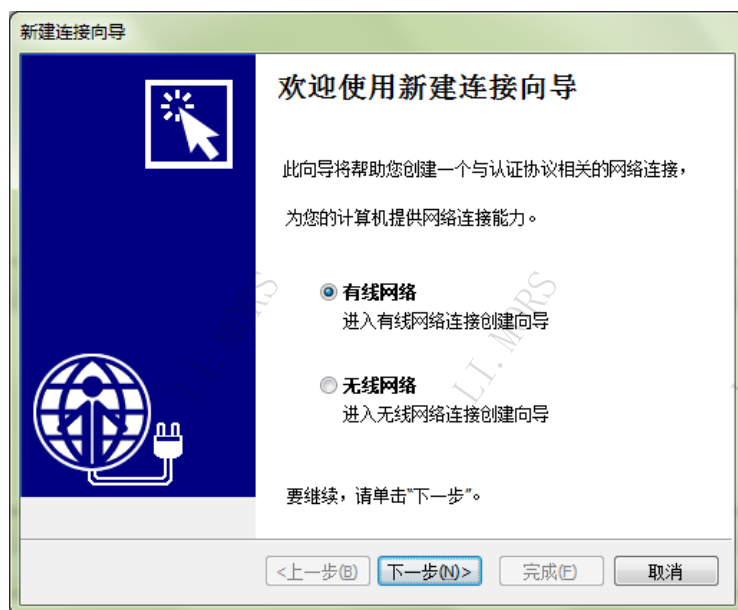 新建连接向导
欢迎使用新建连接向导
此向导将帮助您创建一个与认证协议相关的网络连接，
为您的计算机提供网络连接能力。
有线网络
进入有线网络连接创建向导
无线网络
进入无线网络连接创建向导
要继续，请单击"下一步"。
<上一步(B)
下一步(N)>
完成(F)
取消
LI.MORS
LI.MORS